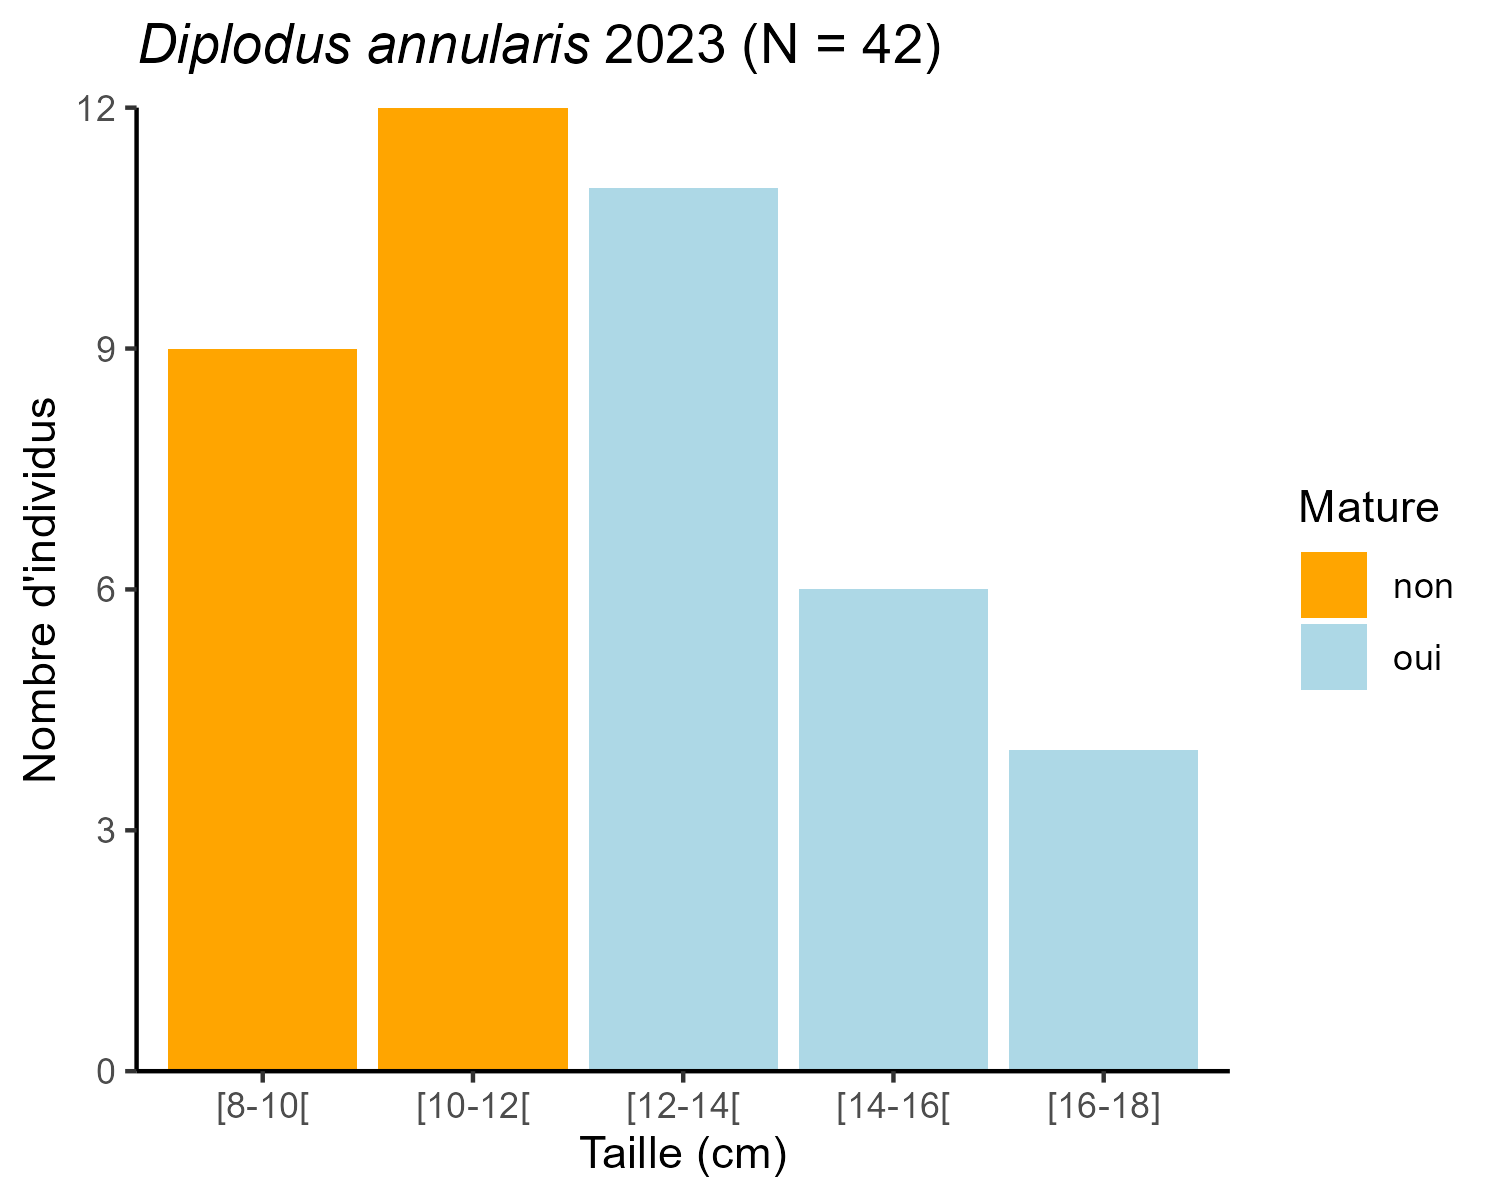 Diplodus annularis 2023 (N = 42)
12
9
6
3
0
Nombre d'individus
[8-10[
[10-12[
[12-14[
[14-16[
[16-18]
Taille (cm)
Mature
non
oui